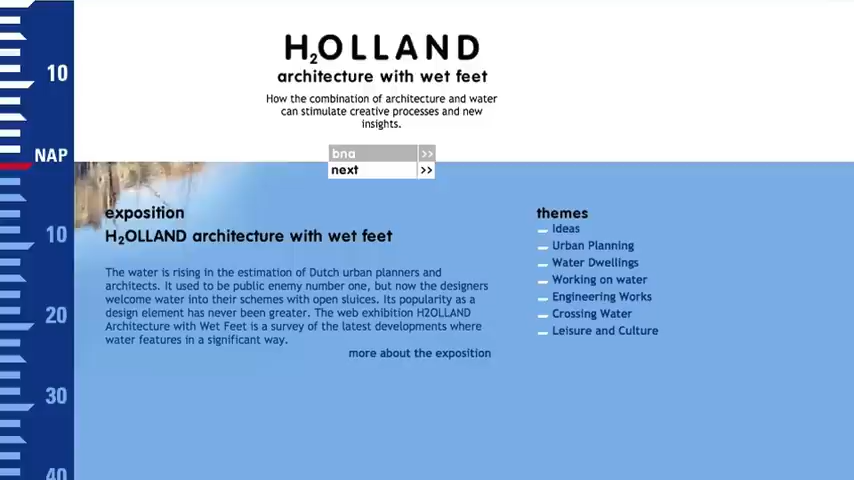 H2OLLAND
architecture with wet feet
How the combination of architecture and water
can stimulate creative processes and new
insights.
bna >>
next >>
10
NAP
10
20
30
40
exposition
H2OLLAND architecture with wet feet
The water is rising in the estimation of Dutch urban planners and
architects. It used to be public enemy number one, but now the designers
welcome water into their schemes with open sluices. Its popularity as a
design element has never been greater. The web exhibition H2OLLAND
Architecture with Wet Feet is a survey of the latest developments where
water features in a significant way.
more about the exposition
themes
Ideas
Urban Planning
Water Dwellings
Working on water
Engineering Works
Crossing Water
Leisure and Culture